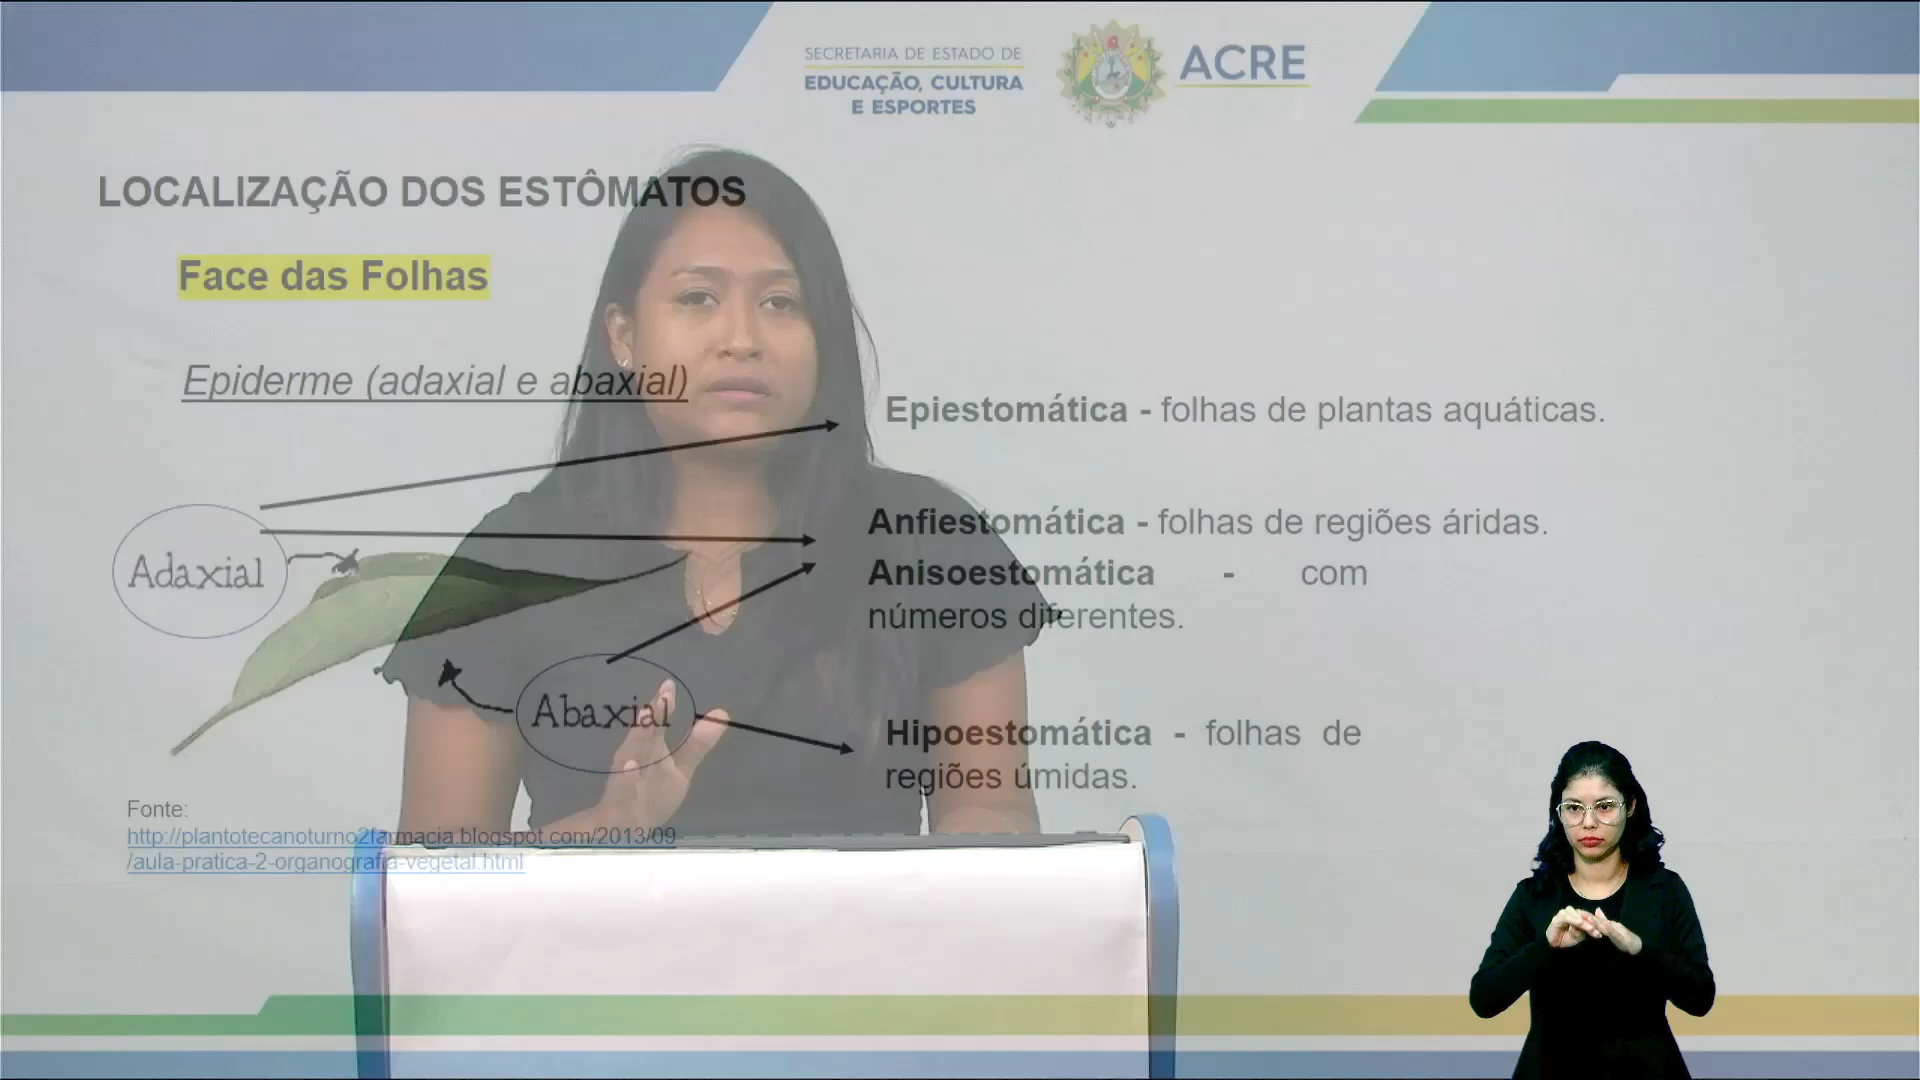 SECRETARIA DE ESTADO DE
EDUCAÇÃO, CULTURA
E ESPORTES
ACRE
LOCALIZAÇÃO DOS ESTÔMATOS
Face das Folhas
Epiderme (adaxial e abaxial)
Epiestomática - folhas de plantas aquáticas.
Anfiestomática - folhas de regiões áridas.
Anisoestomática - com
números diferentes.
Adaxial
Abaxial
Hipoestomática - folhas de
regiões úmidas.
Fonte:
http://plantotecanoturno2farmacia.blogspot.com/2013/09
/aula-pratica-2-organografia-vegetal.html